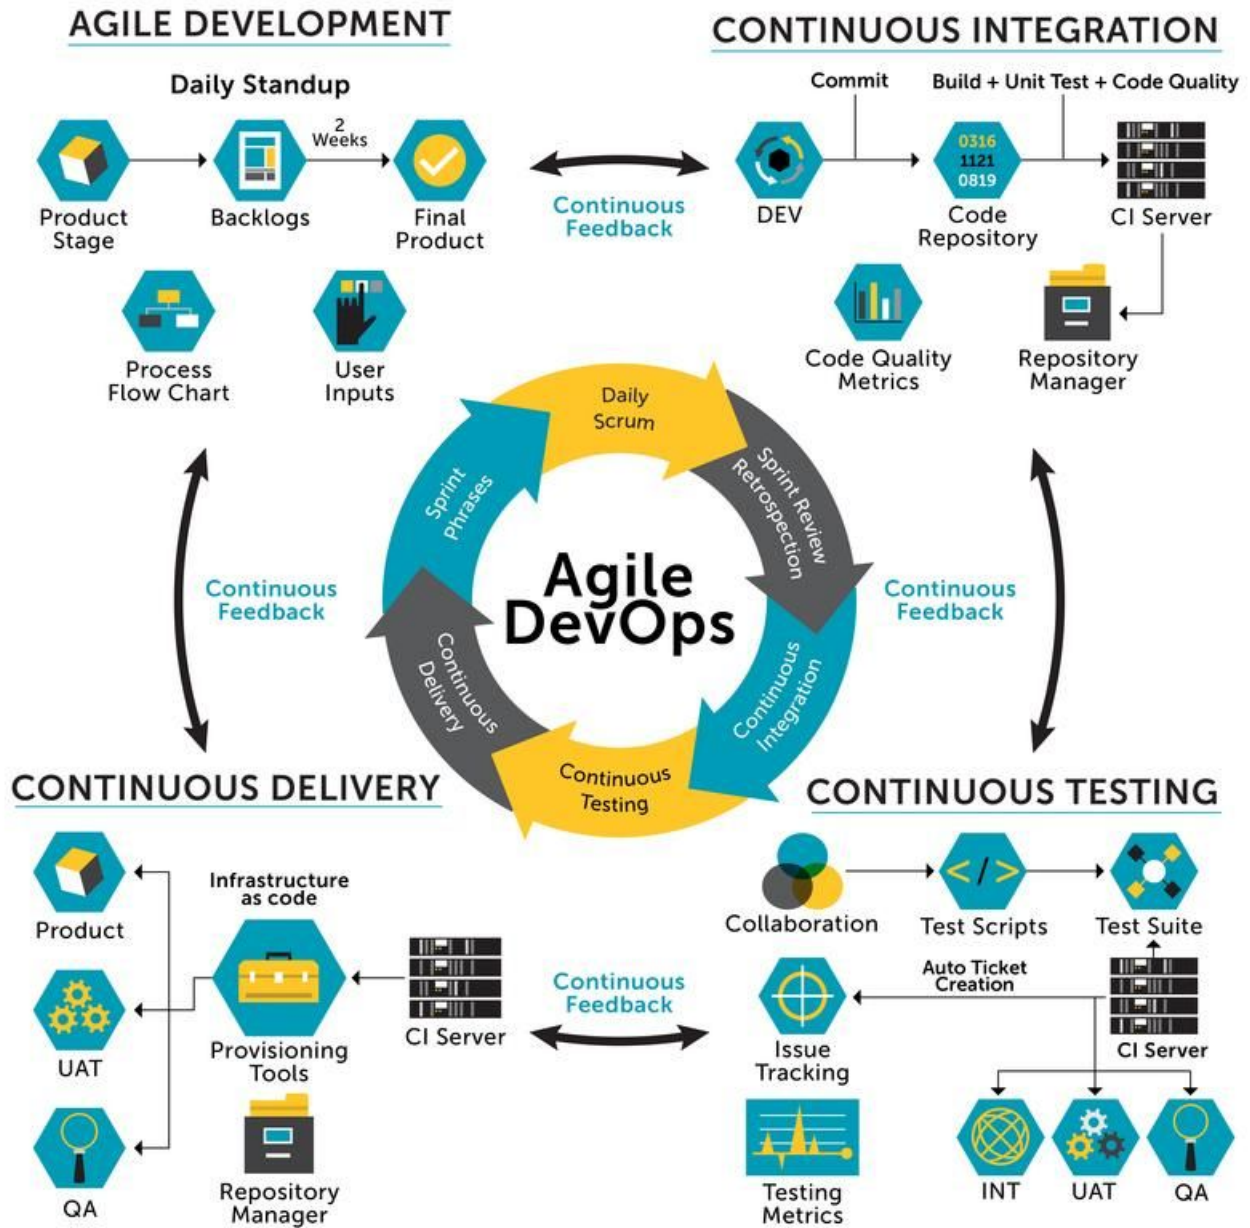 AGILE DEVELOPMENT
Daily Standup
Product
Stage
Backlogs
2
Weeks
Final
Product
Process
Flow Chart
User
Inputs
Continuous
Feedback
CONTINUOUS INTEGRATION
Commit
Build + Unit Test + Code Quality
DEV
0316
1121
0819
Code
Repository
CI Server
Code Quality
Metrics
Repository
Manager
Daily
Scrum
Sprint Review
Retrospection
Continuous
Integration
Continuous
Testing
Continuous
Delivery
Sprint
Phrases
Agile
DevOps
Continuous
Feedback
Continuous
Feedback
CONTINUOUS DELIVERY
Product
UAT
QA
Infrastructure
as code
Provisioning
Tools
Repository
Manager
CI Server
Continuous
Feedback
CONTINUOUS TESTING
Collaboration
</>
Test Scripts
Test Suite
Auto Ticket
Creation
Issue
Tracking
CI Server
Testing
Metrics
INT
UAT
QA